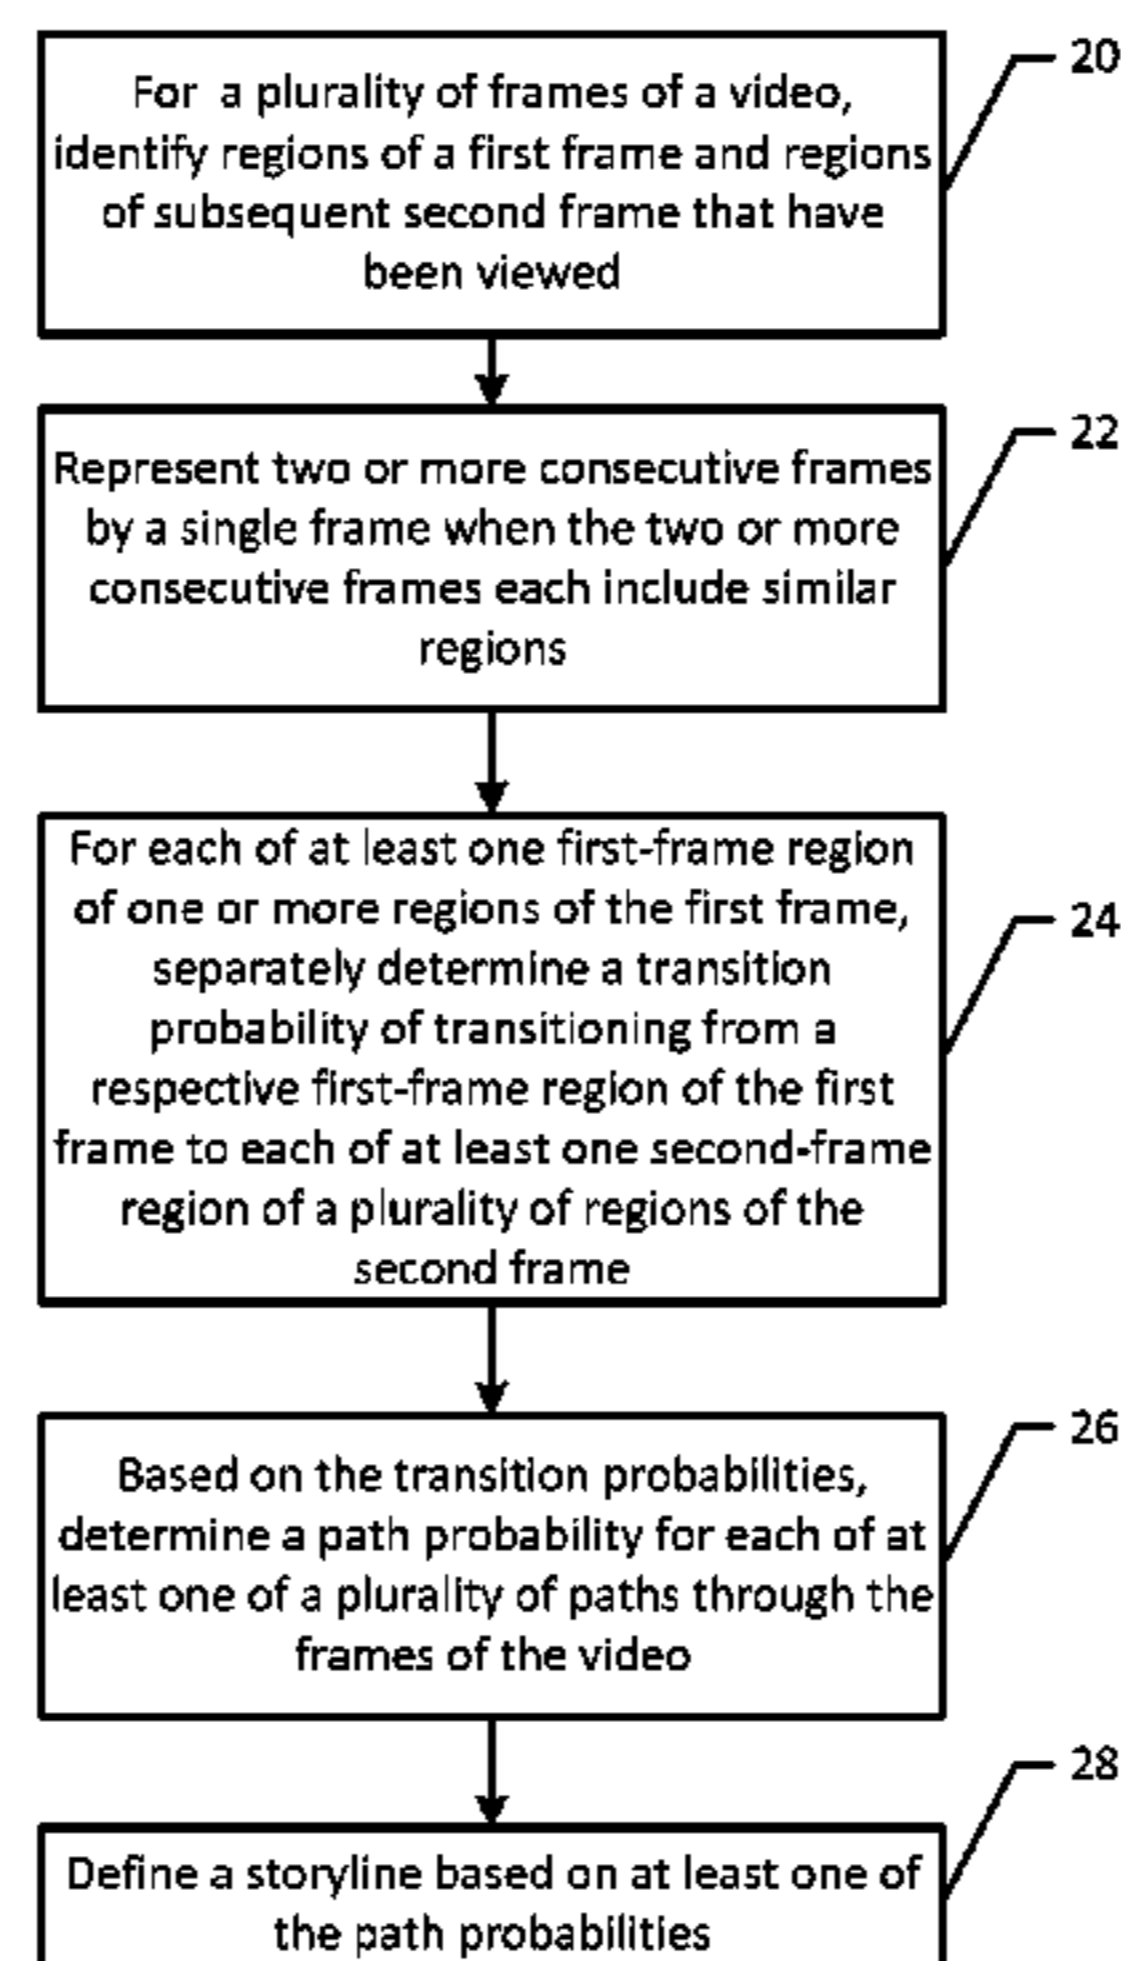 20
For a plurality of frames of a video,
identify regions of a first frame and regions
of subsequent second frame that have
been viewed
22
Represent two or more consecutive frames
by a single frame when the two or more
consecutive frames each include similar
regions
24
For each of at least one first-frame region
of one or more regions of the first frame,
separately determine a transition
probability of transitioning from a
respective first-frame region of the first
frame to each of at least one second-frame
region of a plurality of regions of the
second frame
26
Based on the transition probabilities,
determine a path probability for each of at
least one of a plurality of paths through the
frames of the video
28
Define a storyline based on at least one of
the path probabilities